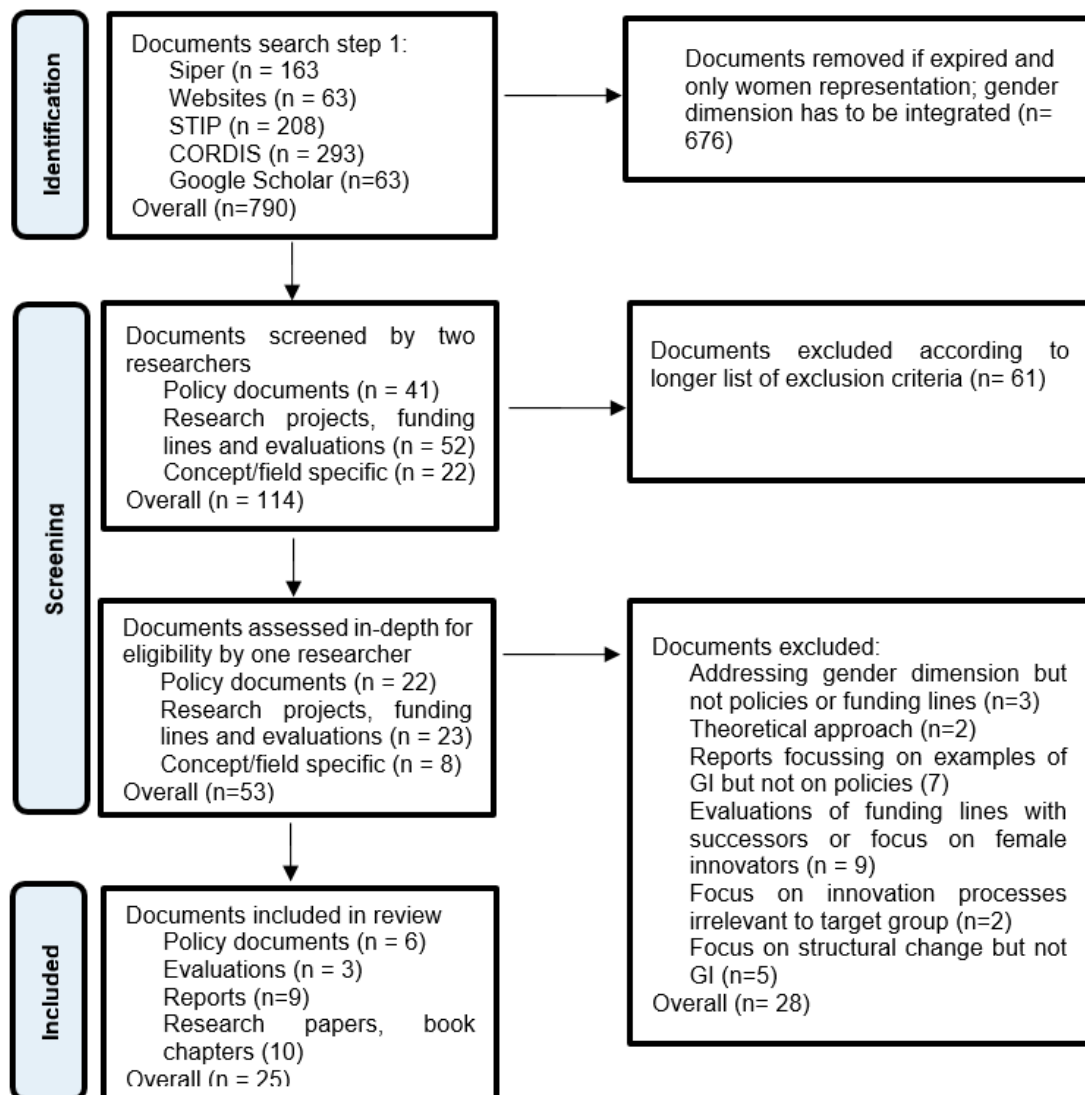 Identification
Documents search step 1:
Siper (n = 163
Websites (n = 63)
STIP (n = 208)
CORDIS (n = 293)
Google Scholar (n=63)
Overall (n=790)
Documents removed if expired and
only women representation; gender
dimension has to be integrated (n=
676)
Screening
Documents screened by two
researchers
Policy documents (n = 41)
Research projects, funding
lines and evaluations (n = 52)
Concept/field specific (n = 22)
Overall (n = 114)
Documents excluded according to
longer list of exclusion criteria (n= 61)
Documents assessed in-depth for
eligibility by one researcher
Policy documents (n = 22)
Research projects, funding
lines and evaluations (n = 23)
Concept/field specific (n = 8)
Overall (n=53)
Documents excluded:
Addressing gender dimension but
not policies or funding lines (n=3)
Theoretical approach (n=2)
Reports focussing on examples of
GI but not on policies (7)
Evaluations of funding lines with
successors or focus on female
innovators (n = 9)
Focus on innovation processes
irrelevant to target group (n=2)
Focus on structural change but not
GI (n=5)
Overall (n= 28)
Included
Documents included in review
Policy documents (n = 6)
Evaluations (n = 3)
Reports (n=9)
Research papers, book
chapters (10)
Overall (n = 25)